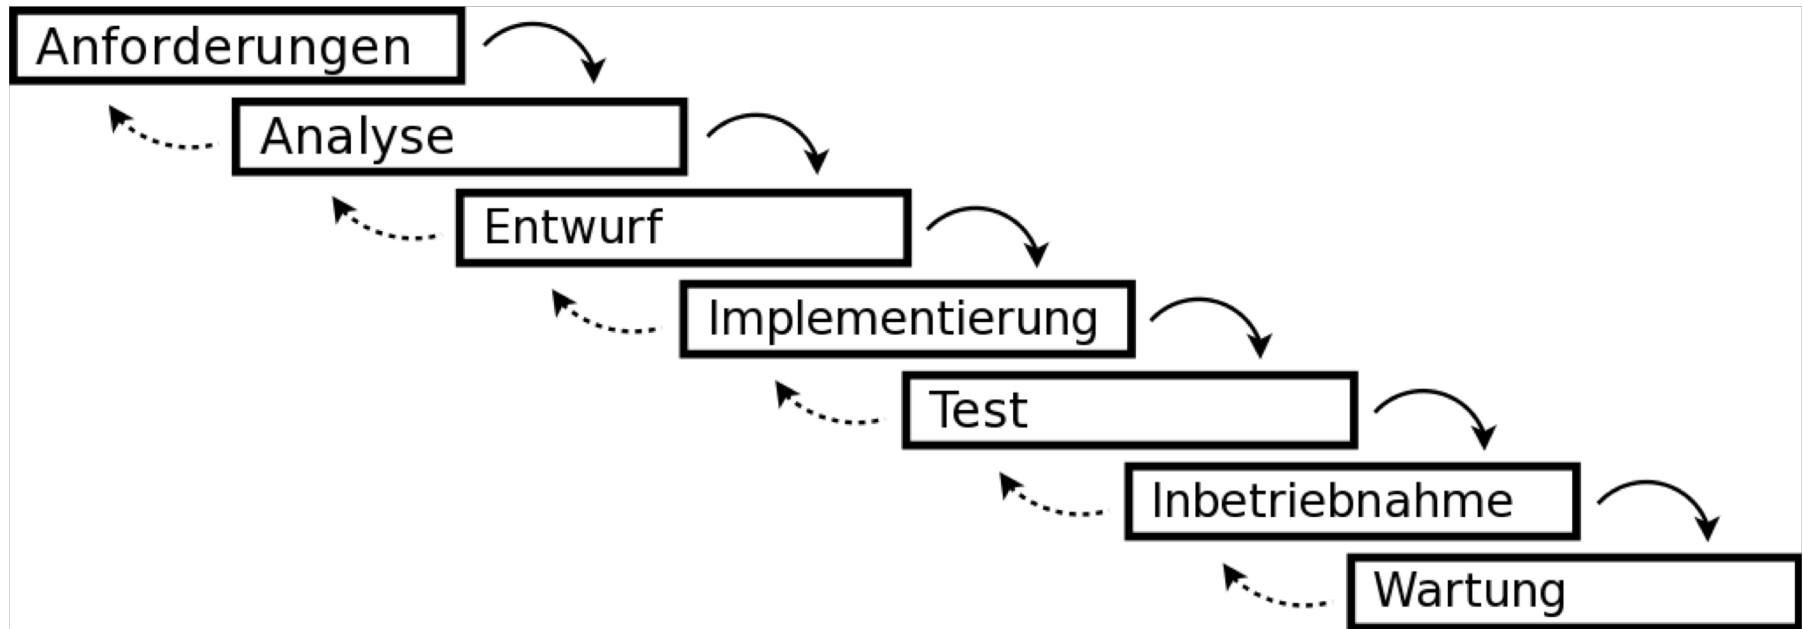 Anforderungen
Analyse
Entwurf
Implementierung
Test
Inbetriebnahme
Wartung